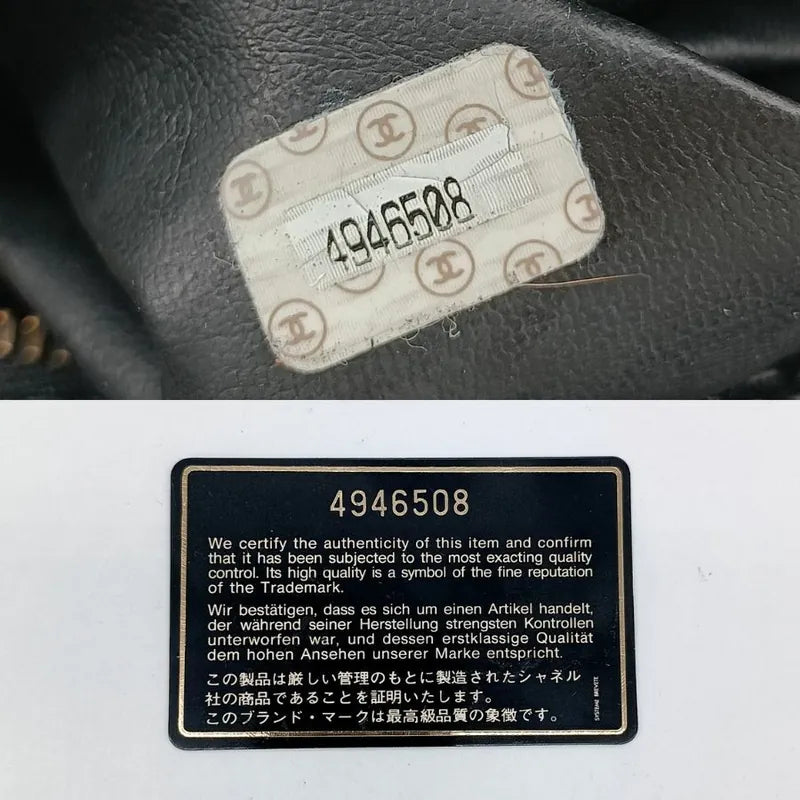 4946508
4946508
We certify the authenticity of this item and confirm
that it has been subjected to the most exacting quality
control. Its high quality is a symbol of the fine reputation
of the Trademark.
Wir bestätigen, dass es sich um einen Artikel handelt,
der während seiner Herstellung strengsten Kontrollen
unterworfen war, und dessen erstklassige Qualität
dem hohen Ansehen unserer Marke entspricht.
この製品は厳しい管理のもとに製造されたシャネル
社の商品であることを証明いたします。
このブランド・マークは最高級品質の象徴です。
SYSTEME BREVETE